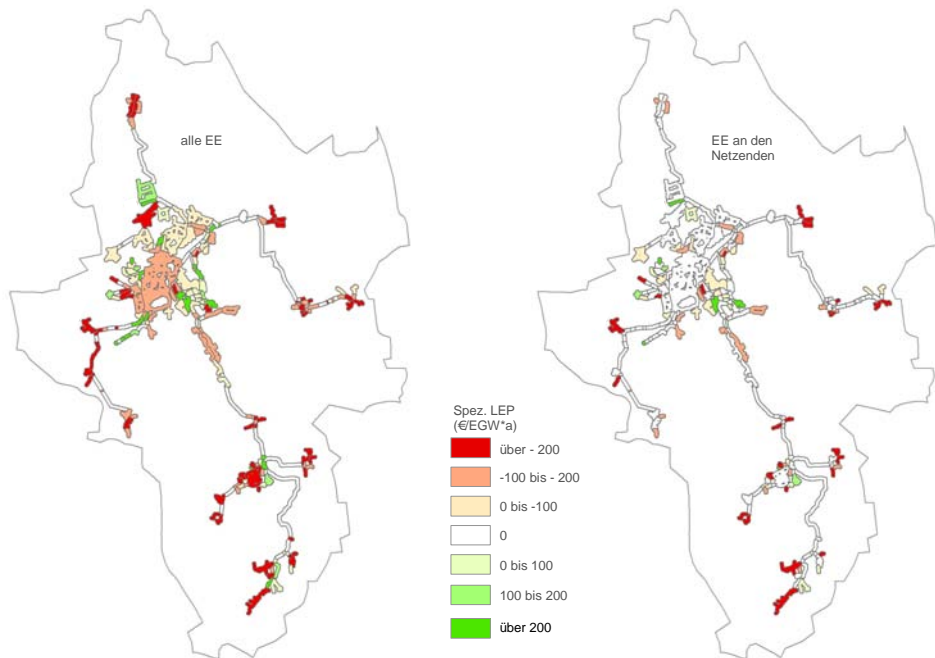 alle EE
EE an den
Netzenden
Spez. LEP
(€/EGW*a)
über - 200
-100 bis - 200
0 bis -100
0
0 bis 100
100 bis 200
über 200